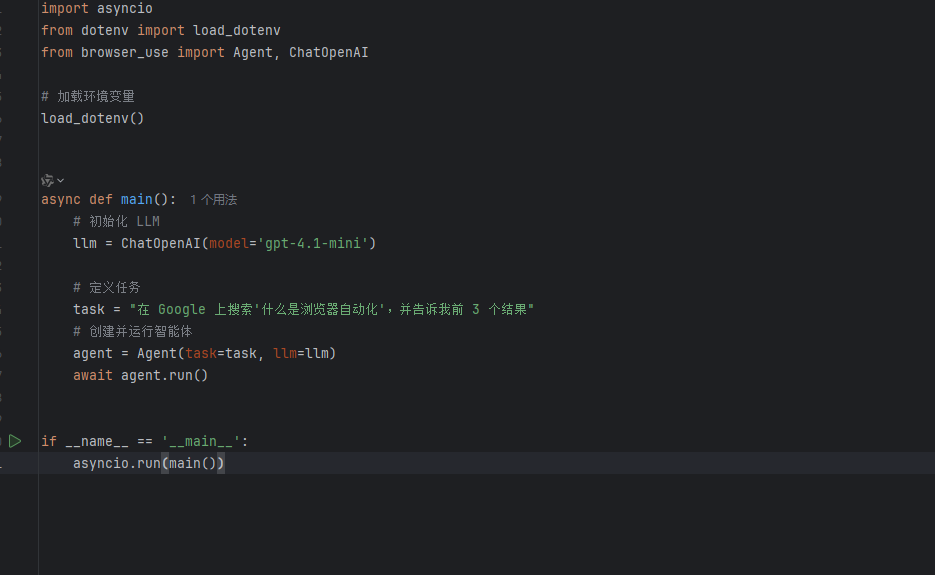 import asyncio
from dotenv import load_dotenv
from browser_use import Agent, ChatOpenAI
# 加载环境变量
load_dotenv()
async def main(): 1 个用法
# 初始化 LLM
llm = ChatOpenAI(model='gpt-4.1-mini')
# 定义任务
task = "在 Google 上搜索'什么是浏览器自动化'，并告诉我前 3 个结果"
# 创建并运行智能体
agent = Agent(task=task, llm=llm)
await agent.run()
if __name__ == '__main__':
asyncio.run(main())